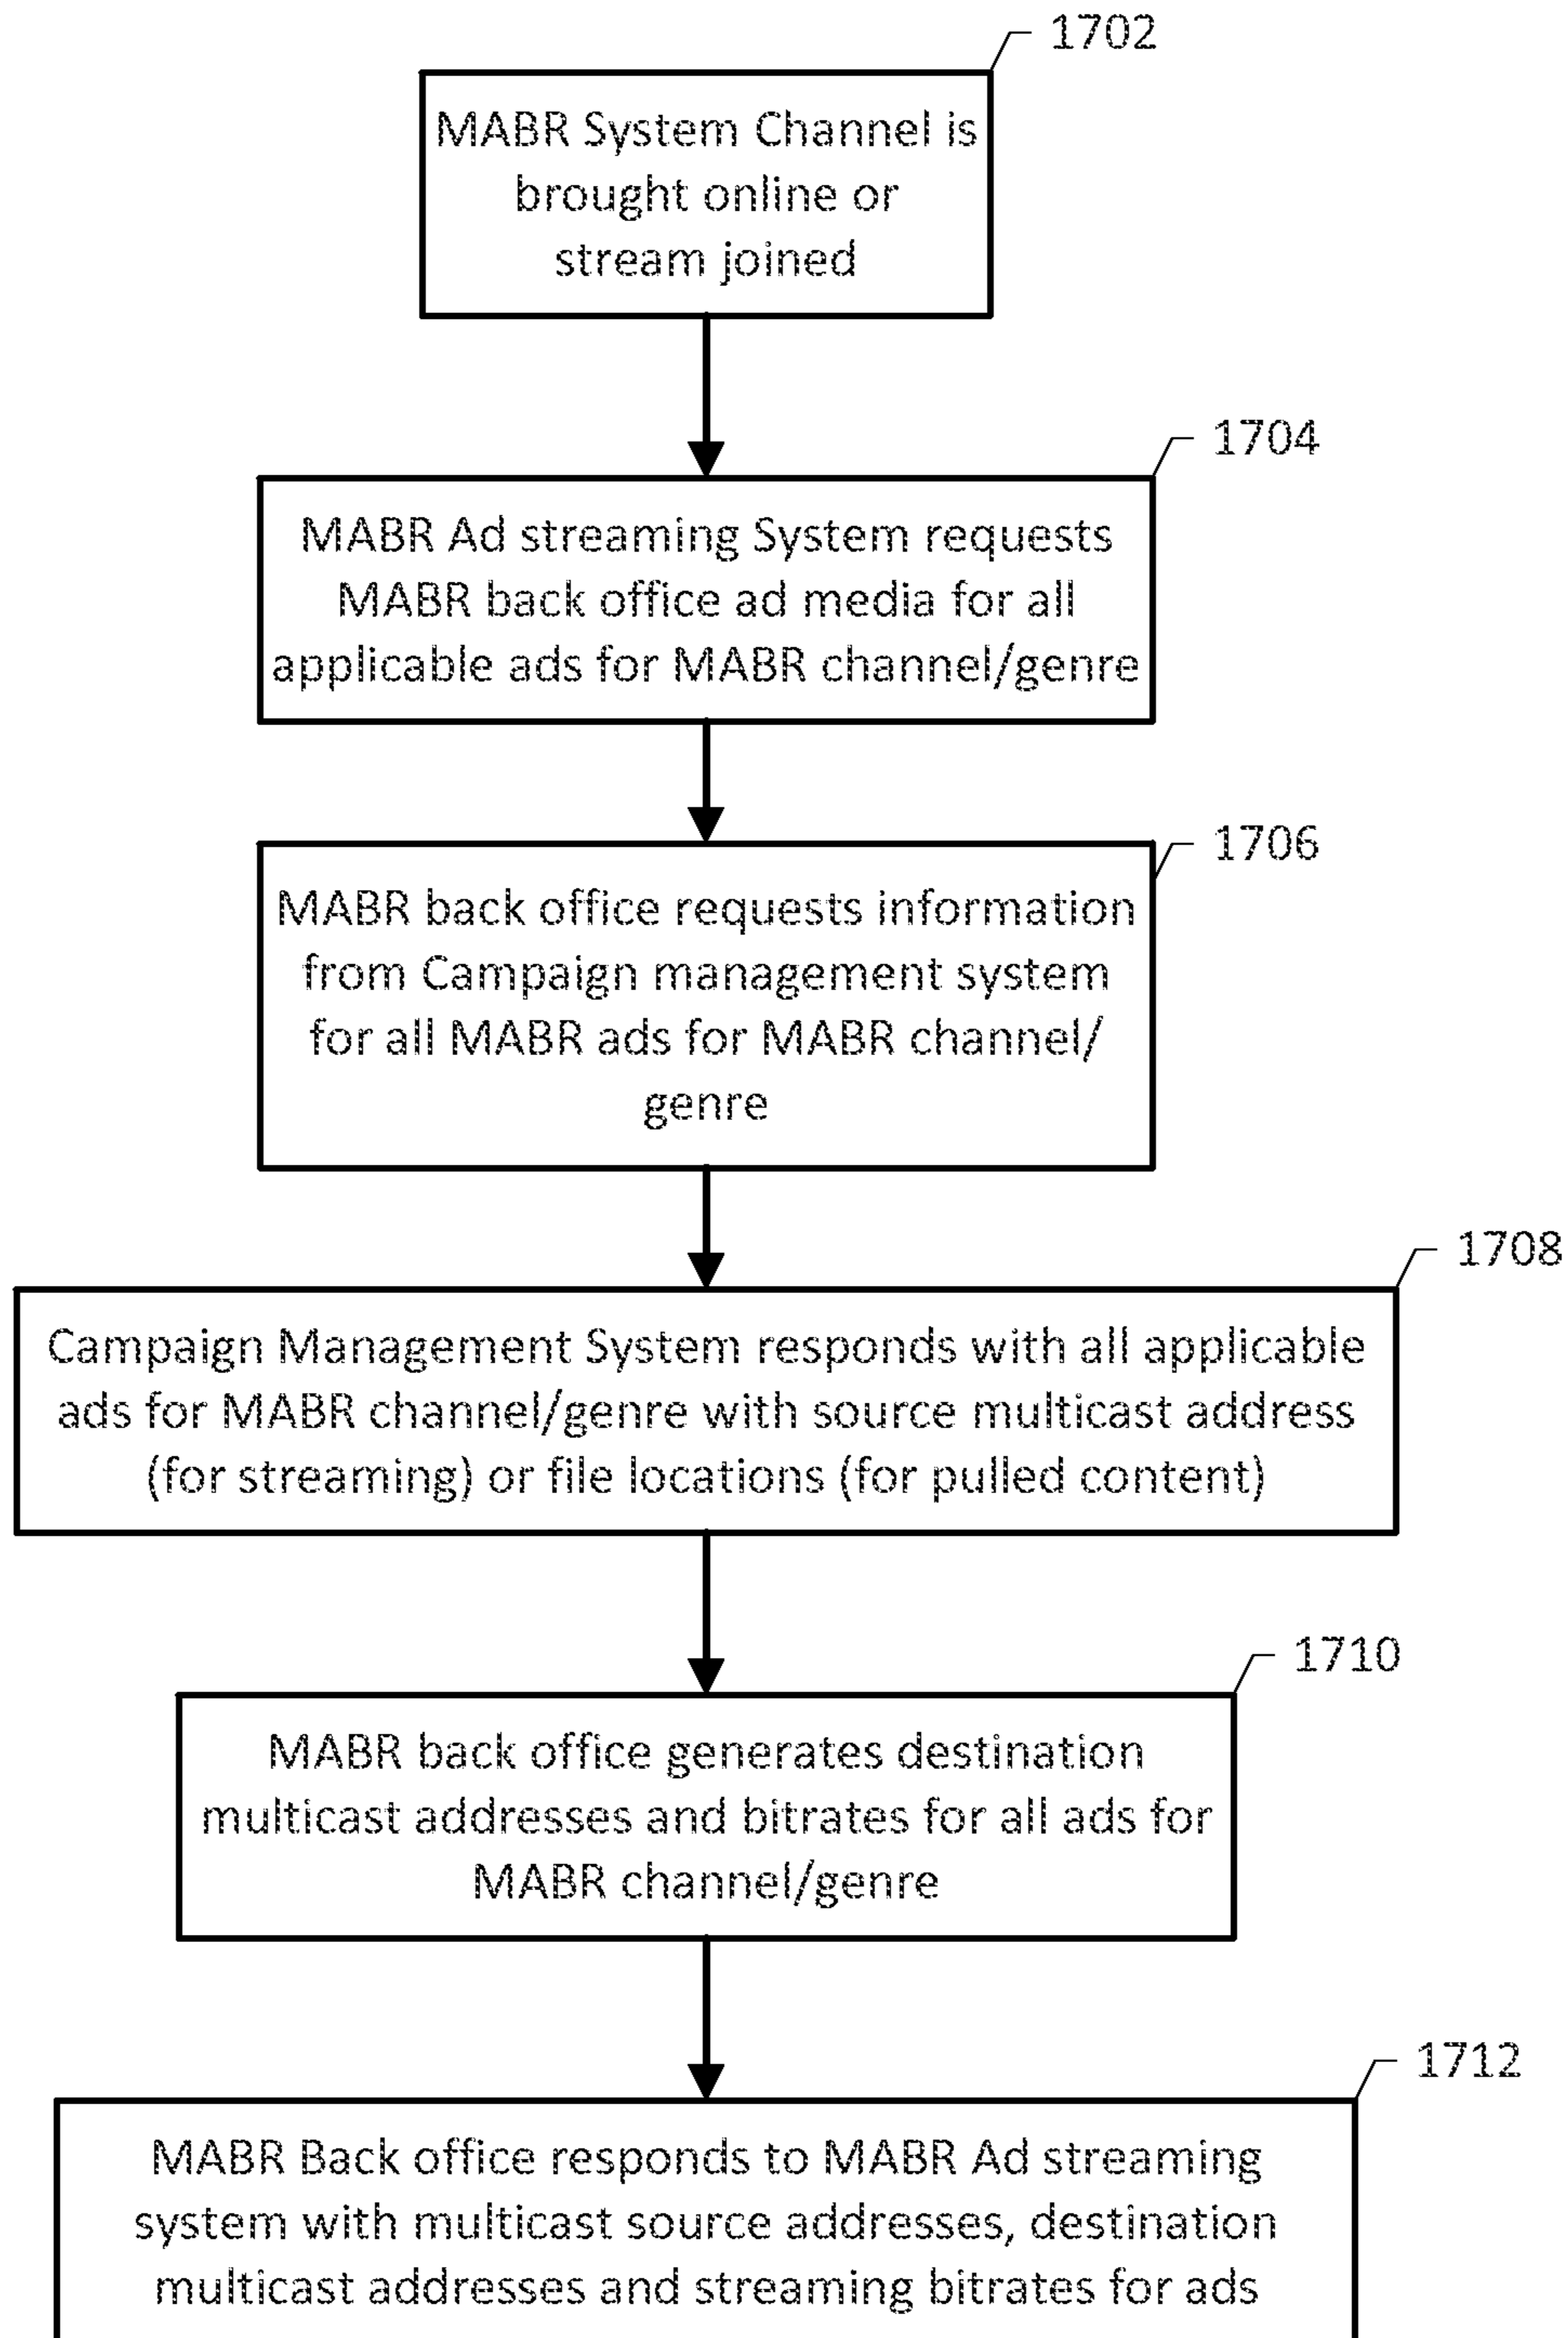 1702
MABR System Channel is
brought online or
stream joined
1704
MABR Ad streaming System requests
MABR back office ad media for all
applicable ads for MABR channel/genre
1706
MABR back office requests information
from Campaign management system
for all MABR ads for MABR channel/
genre
1708
Campaign Management System responds with all applicable
ads for MABR channel/genre with source multicast address
(for streaming) or file locations (for pulled content)
1710
MABR back office generates destination
multicast addresses and bitrates for all ads for
MABR channel/genre
1712
MABR Back office responds to MABR Ad streaming
system with multicast source addresses, destination
multicast addresses and streaming bitrates for ads